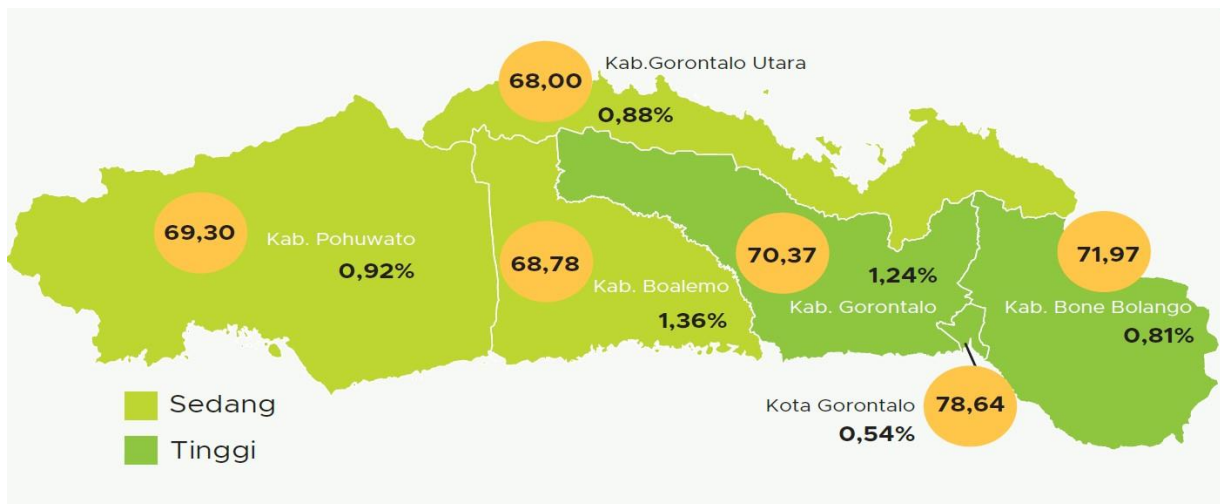 Kab.Gorontalo Utara
68,00
0,88%
69,30
Kab. Pohuwato
0,92%
68,78
Kab. Boalemo
1,36%
70,37
1,24%
Kab. Gorontalo
71,97
Kab. Bone Bolango
0,81%
Kota Gorontalo
78,64
0,54%
Sedang
Tinggi